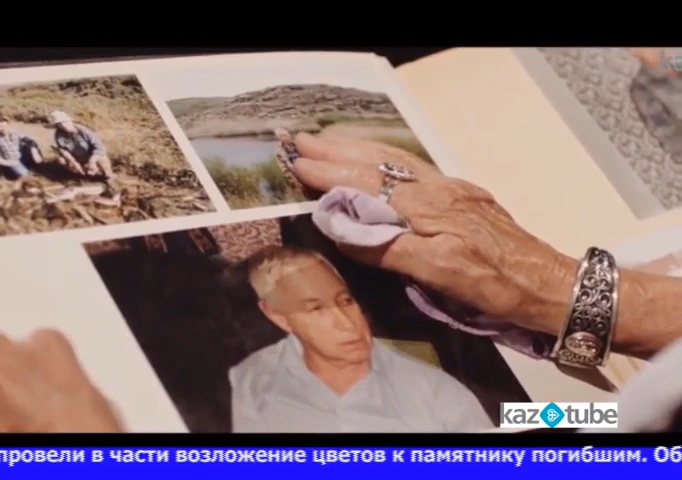 kaz tube
провели в части возложение цветов к памятнику погибшим. Об